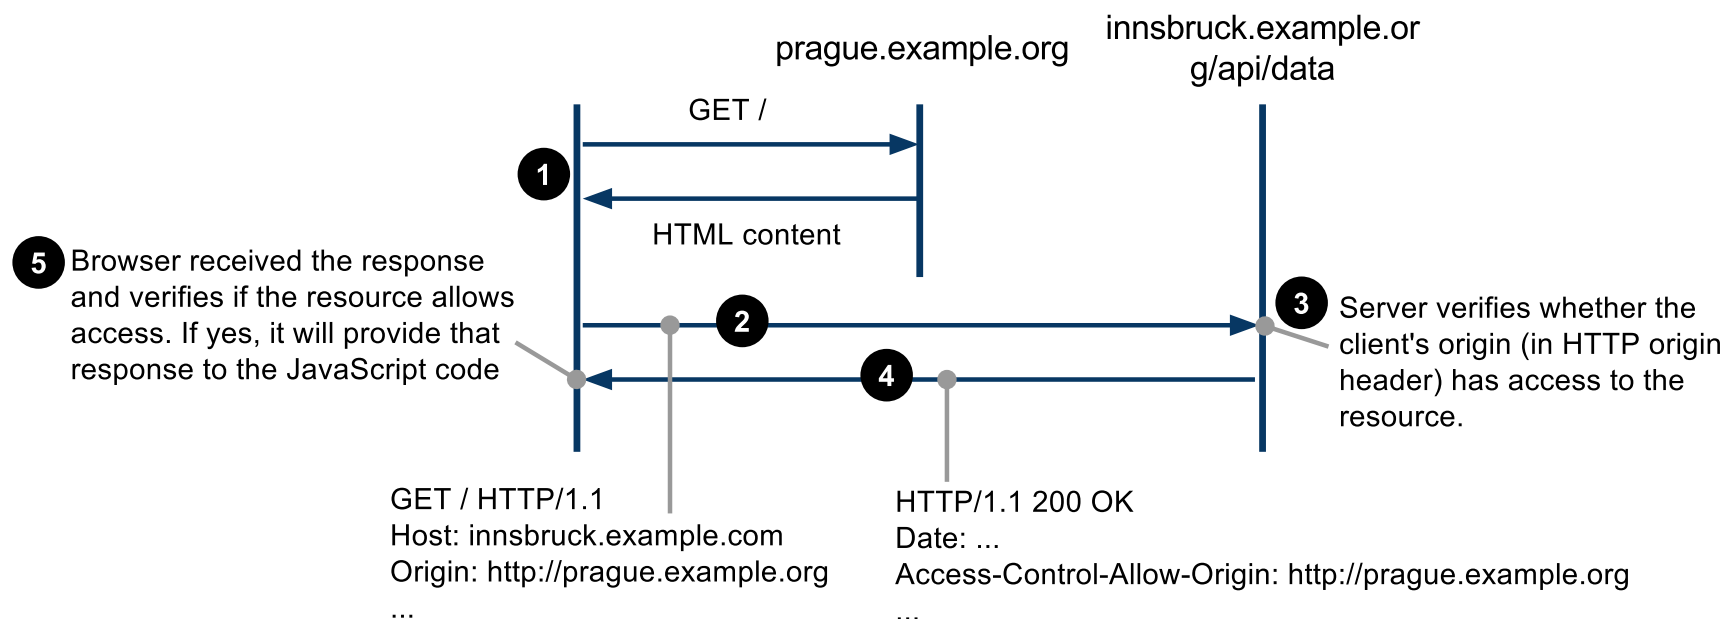 prague.example.org
innsbruck.example.or
g/api/data
GET /
1
HTML content
5
Browser received the response
and verifies if the resource allows
access. If yes, it will provide that
response to the JavaScript code
2
3
Server verifies whether the
client's origin (in HTTP origin
header) has access to the
resource.
4
GET / HTTP/1.1
Host: innsbruck.example.com
Origin: http://prague.example.org
...
HTTP/1.1 200 OK
Date: ...
Access-Control-Allow-Origin: http://prague.example.org
...